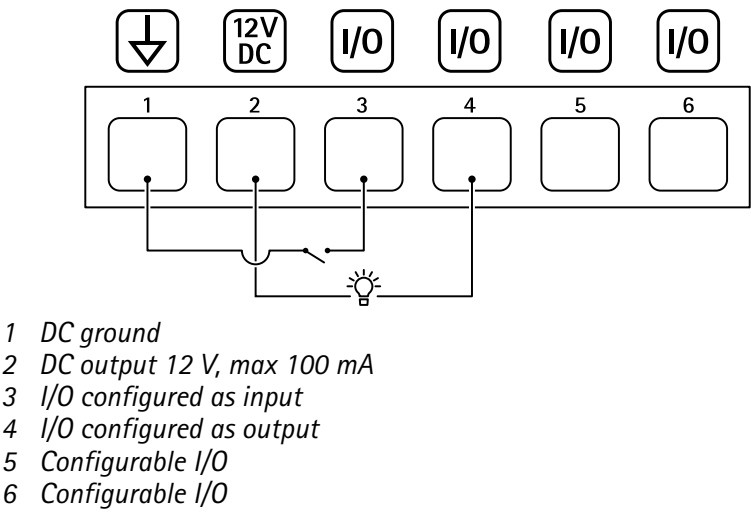 12V
DC
I/O
I/O
I/O
I/O
1
2
3
4
5
6
1 DC ground
2 DC output 12 V, max 100 mA
3 I/O configured as input
4 I/O configured as output
5 Configurable I/O
6 Configurable I/O